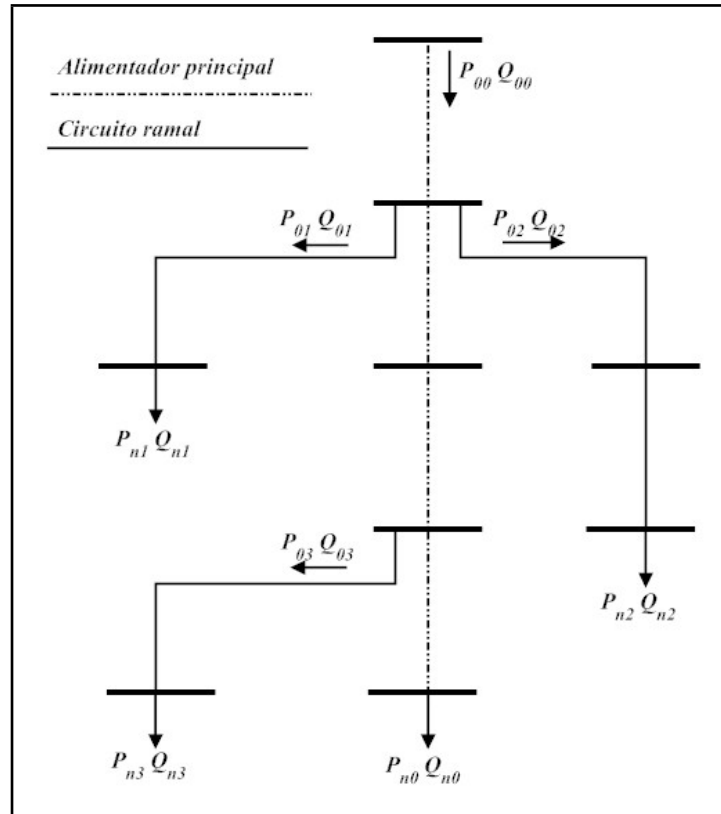 Alimentador principal
P00 Q00
Circuito ramal
P01 Q01
P02 Q02
Pn1 Qn1
P03 Q03
Pn2 Qn2
Pn3 Qn3
Pn0 Qn0